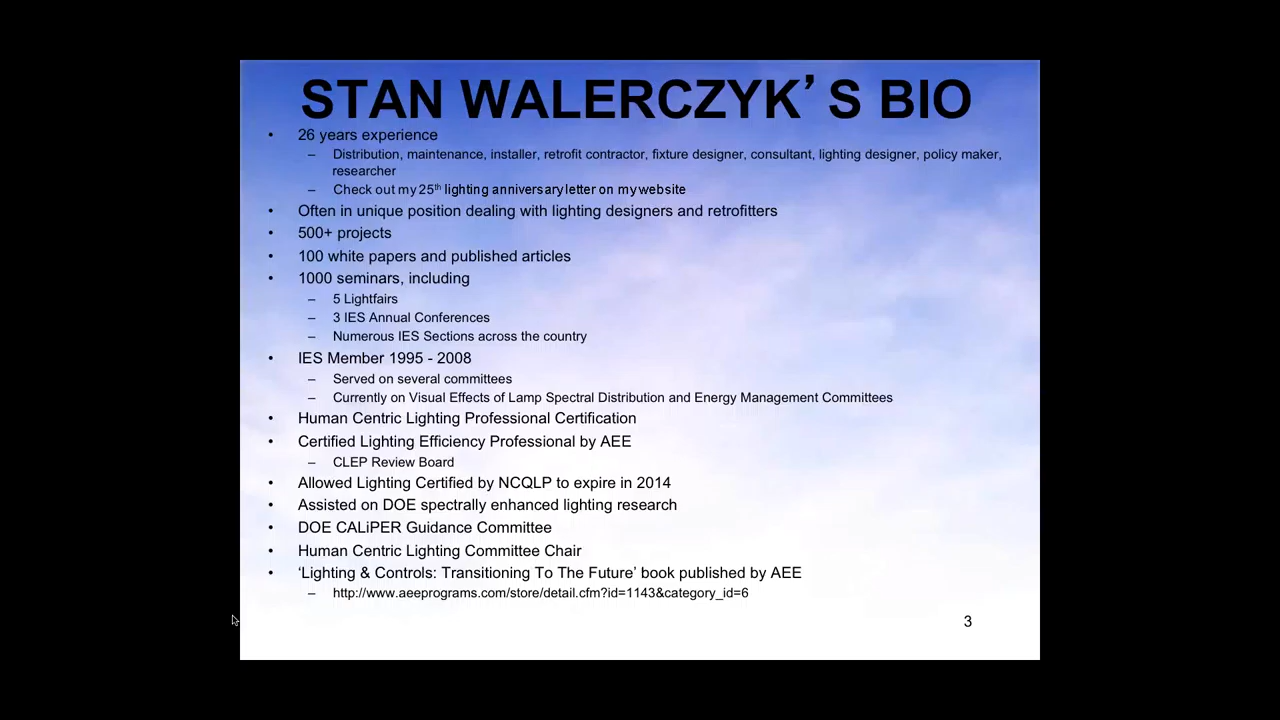 STAN WALERCZYK’S BIO
• 26 years experience
– Distribution, maintenance, installer, retrofit contractor, fixture designer, consultant, lighting designer, policy maker,
researcher
– Check out my 25th lighting anniversary letter on my website
• Often in unique position dealing with lighting designers and retrofitters
• 500+ projects
• 100 white papers and published articles
• 1000 seminars, including
– 5 Lightfairs
– 3 IES Annual Conferences
– Numerous IES Sections across the country
• IES Member 1995 - 2008
– Served on several committees
– Currently on Visual Effects of Lamp Spectral Distribution and Energy Management Committees
• Human Centric Lighting Professional Certification
• Certified Lighting Efficiency Professional by AEE
– CLEP Review Board
• Allowed Lighting Certified by NCQLP to expire in 2014
• Assisted on DOE spectrally enhanced lighting research
• DOE CALiPER Guidance Committee
• Human Centric Lighting Committee Chair
• ‘Lighting & Controls: Transitioning To The Future’ book published by AEE
– http://www.aeeprograms.com/store/detail.cfm?id=1143&category_id=6
3